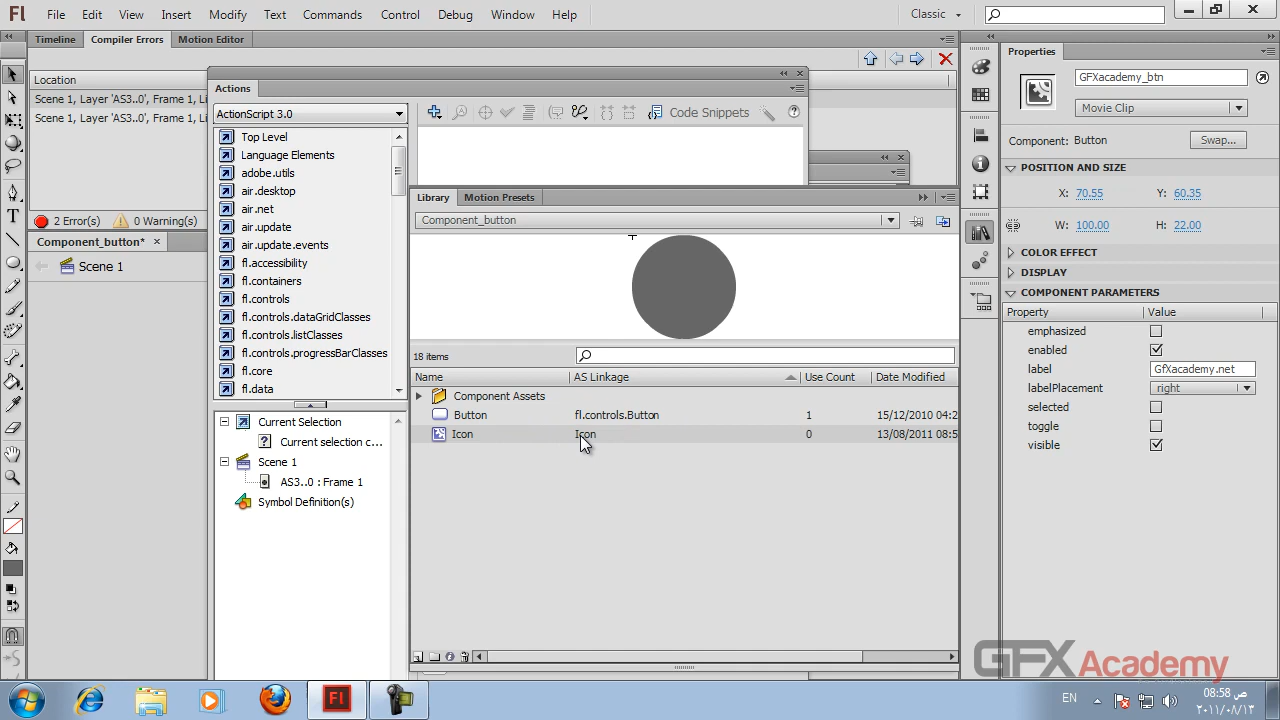 Fl File Edit View Insert Modify Text Commands Control Debug Window Help Classic
Timeline Compiler Errors Motion Editor
Location
Scene 1, Layer 'AS3..0', Frame 1, Li
Scene 1, Layer 'AS3..0', Frame 1, Li
2 Error(s) 0 Warning(s)
Component_button*
Scene 1
Actions
ActionScript 3.0
Code Snippets
Top Level
Language Elements
adobe.utils
air.desktop
air.net
air.update
air.update.events
fl.accessibility
fl.containers
fl.controls
fl.controls.dataGridClasses
fl.controls.listClasses
fl.controls.progressBarClasses
fl.core
fl.data
Current Selection
Current selection c...
Scene 1
AS3..0 : Frame 1
Symbol Definition(s)
Library Motion Presets
Component_button
18 items
Name AS Linkage Use Count Date Modified
Component Assets
Button fl.controls.Button 1 15/12/2010 04:2
Icon Icon 0 13/08/2011 08:5
Properties
GFXacademy_btn
Movie Clip
Component: Button Swap...
POSITION AND SIZE
X: 70.55 Y: 60.35
W: 100.00 H: 22.00
COLOR EFFECT
DISPLAY
COMPONENT PARAMETERS
Property Value
emphasized
enabled
label GfXacademy.net
labelPlacement right
selected
toggle
visible
GFXAcademy
Fl
EN
08:58 ص
٢٠١١/٠٨/١٣